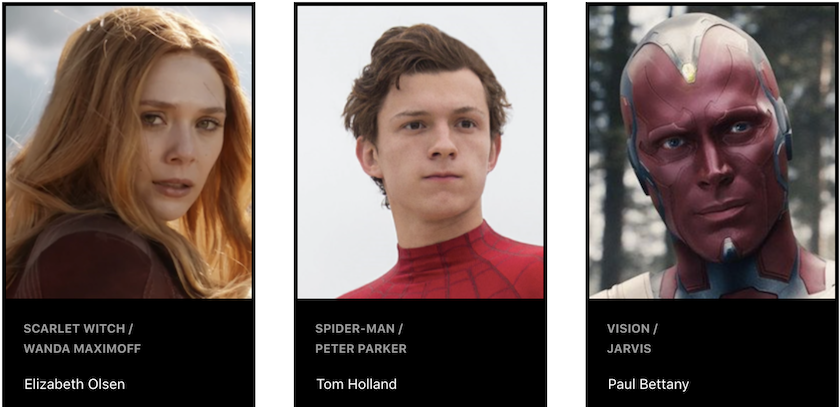 SCARLET WITCH /
WANDA MAXIMOFF
Elizabeth Olsen
SPIDER-MAN /
PETER PARKER
Tom Holland
VISION /
JARVIS
Paul Bettany